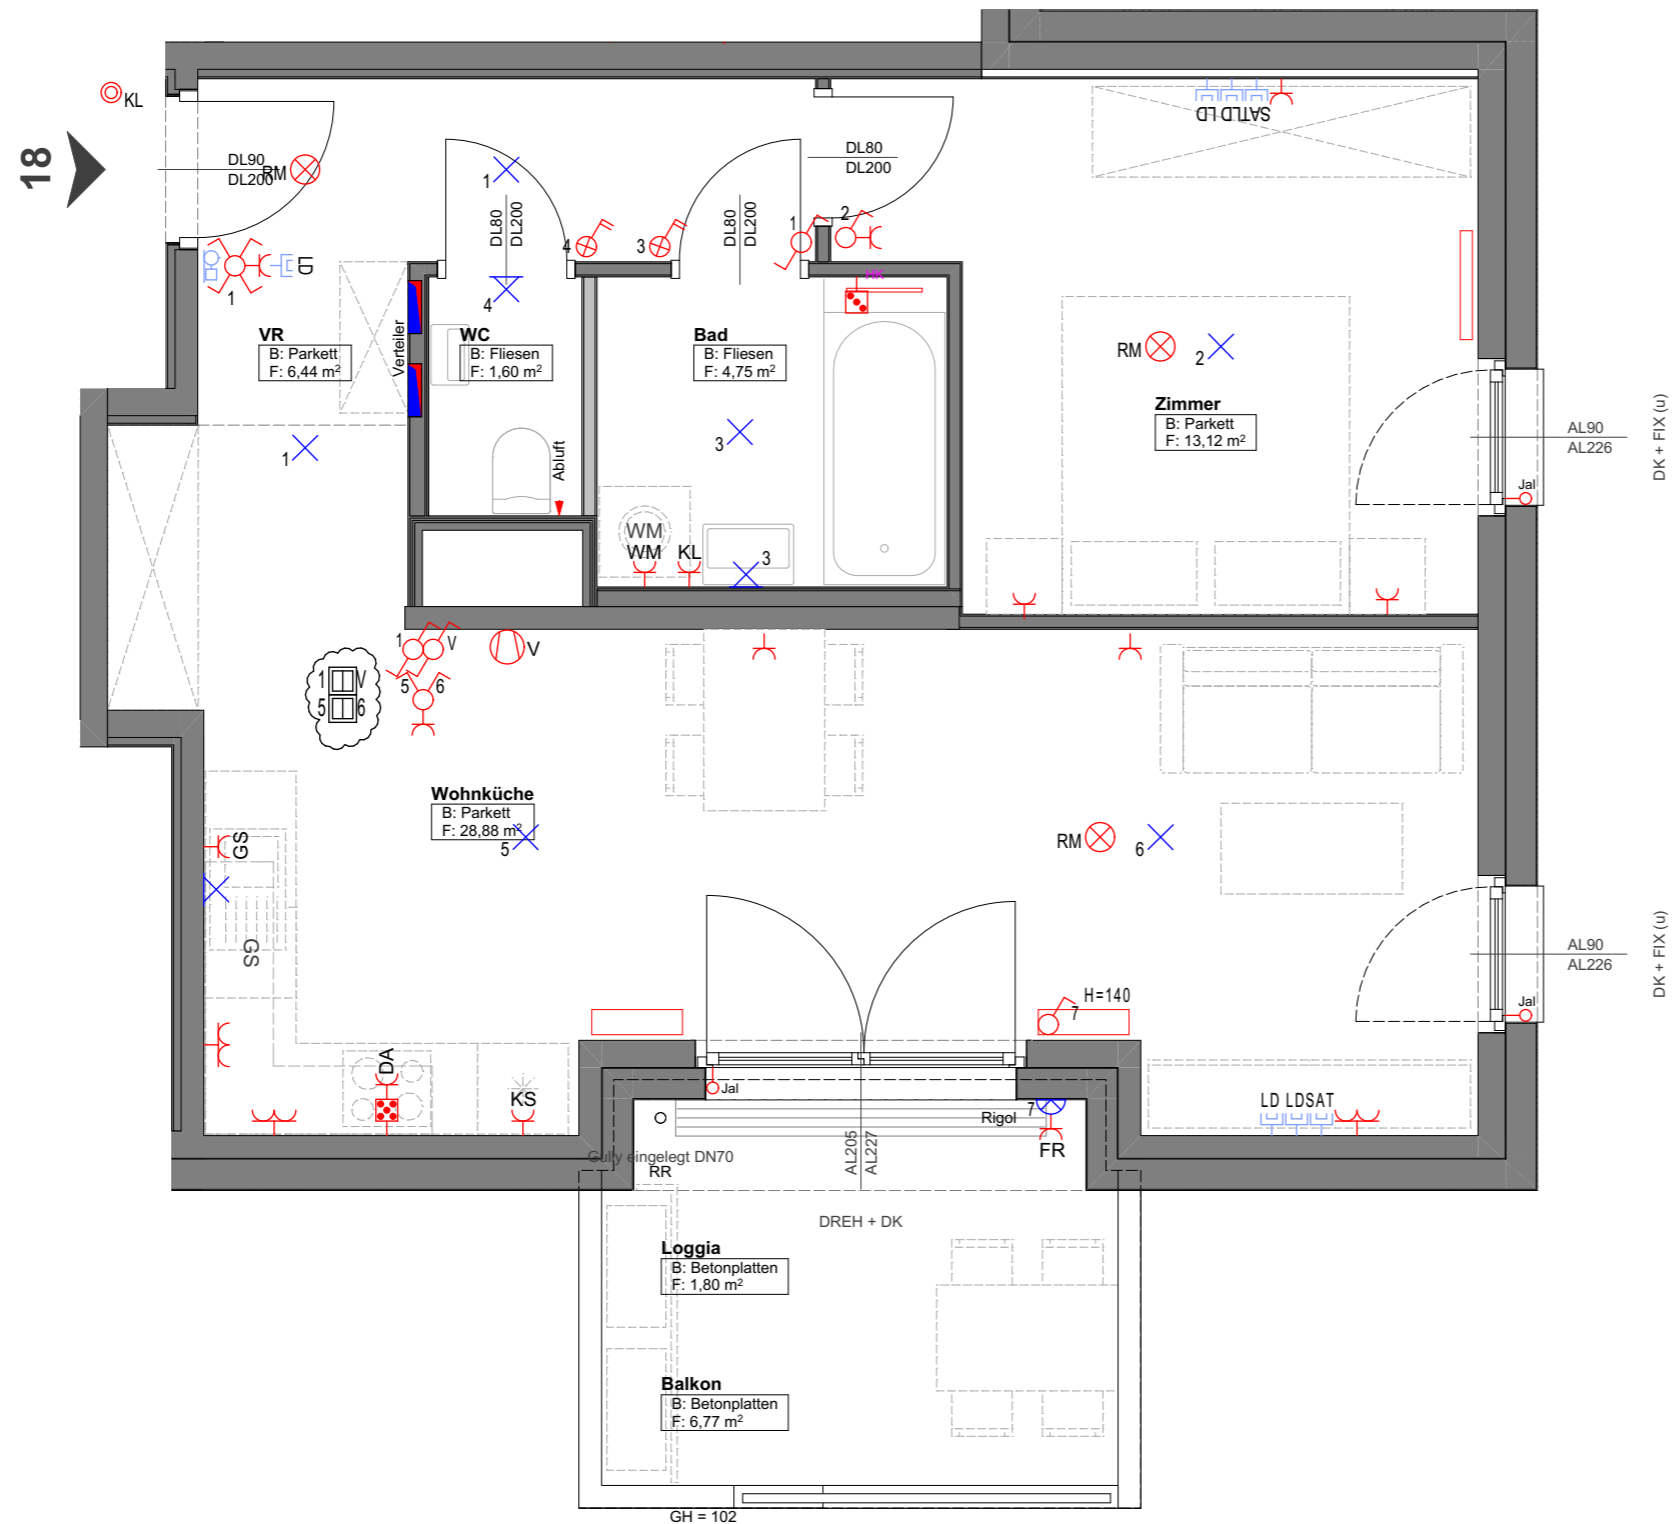 KL
18
DL90
DL200
RM
1
LD
VR
B: Parkett
F: 6,44 m²
Verteiler
1
DL80
DL200
4
4
WC
B: Fliesen
F: 1,60 m²
Abluft
3
DL80
DL200
1
2
DL80
DL200
HK
Bad
B: Fliesen
F: 4,75 m²
3
WM
WM
KL
3
SATLD LD
RM
2
Zimmer
B: Parkett
F: 13,12 m²
AL90
AL226
DK + FIX (u)
Jal
1
V
V
1
V
5
6
5
6
Wohnküche
B: Parkett
F: 28,88 m²
5
GS
GS
DA
KS
RM
6
H=140
7
AL90
AL226
DK + FIX (u)
Jal
Jal
LD LDSAT
Rigol
7
FR
AL205
AL227
Gully eingelegt DN70
RR
DREH + DK
Loggia
B: Betonplatten
F: 1,80 m²
Balkon
B: Betonplatten
F: 6,77 m²
GH = 102